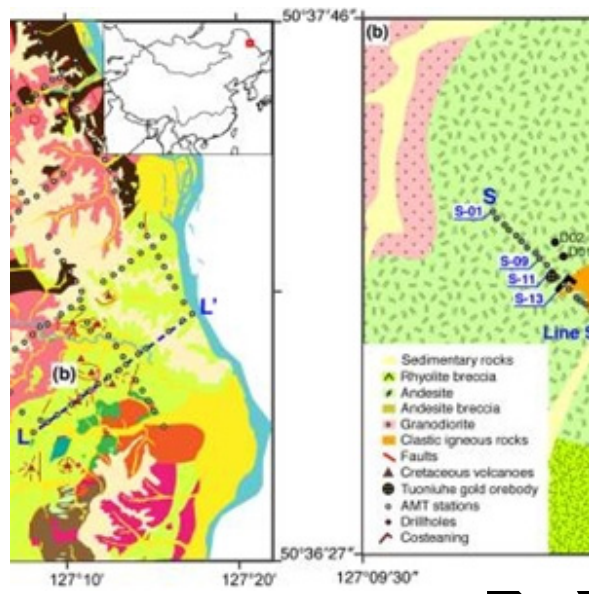 50°37'46"
(b)
S
S-01
D02
S-09
S-11
S-13
L'
Line S
(b)
L
Sedimentary rocks
Rhyolite breccia
Andesite
Andesite breccia
Granodiorite
Clastic igneous rocks
Faults
Cretaceous volcanoes
Tuoniuhe gold orebody
AMT stations
Drillholes
Costeaning
50°36'27"
127°10'
127°20'
127°09'30"